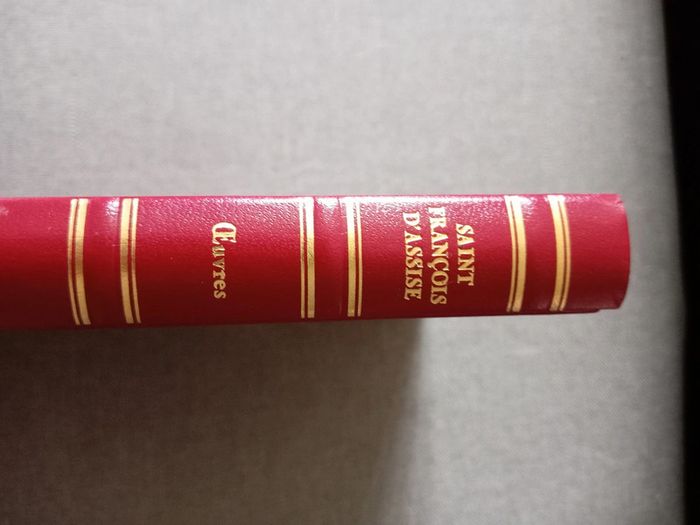 SAINT
FRANÇOIS
D'ASSISE
Œuvres